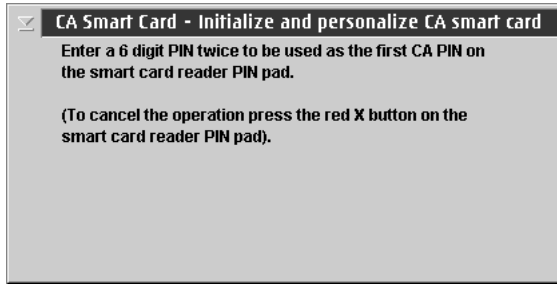 CA Smart Card - Initialize and personalize CA smart card
Enter a 6 digit PIN twice to be used as the first CA PIN on
the smart card reader PIN pad.
(To cancel the operation press the red X button on the
smart card reader PIN pad).